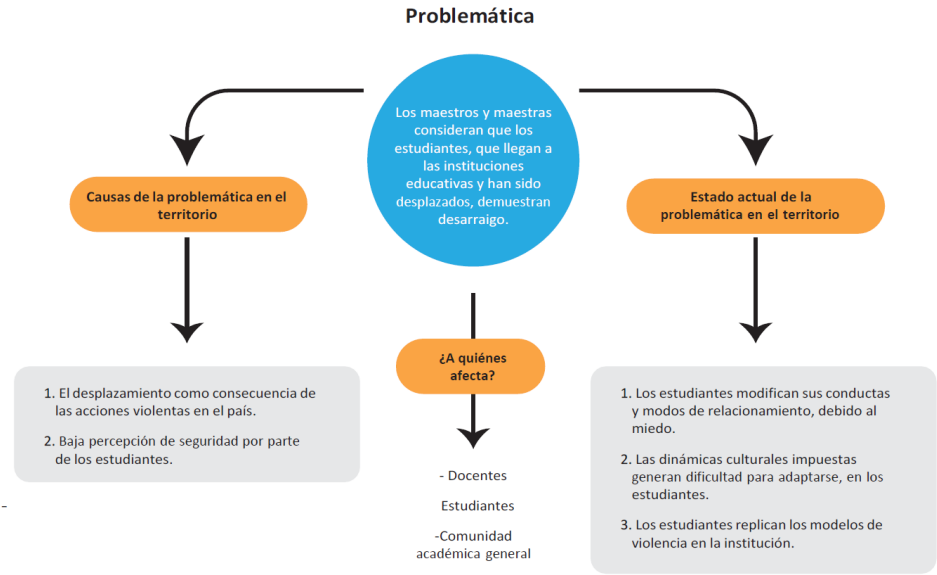 Problemática
Los maestros y maestras
consideran que los
estudiantes, que llegan a
las instituciones
educativas y han sido
desplazados, demuestran
desarraigo.
Causas de la problemática en el
territorio
1. El desplazamiento como consecuencia de
las acciones violentas en el país.
2. Baja percepción de seguridad por parte
de los estudiantes.
-
¿A quiénes
afecta?
- Docentes
Estudiantes
-Comunidad
académica general
Estado actual de la
problemática en el territorio
1. Los estudiantes modifican sus conductas
y modos de relacionamiento, debido al
miedo.
2. Las dinámicas culturales impuestas
generan dificultad para adaptarse, en los
estudiantes.
3. Los estudiantes replican los modelos de
violencia en la institución.